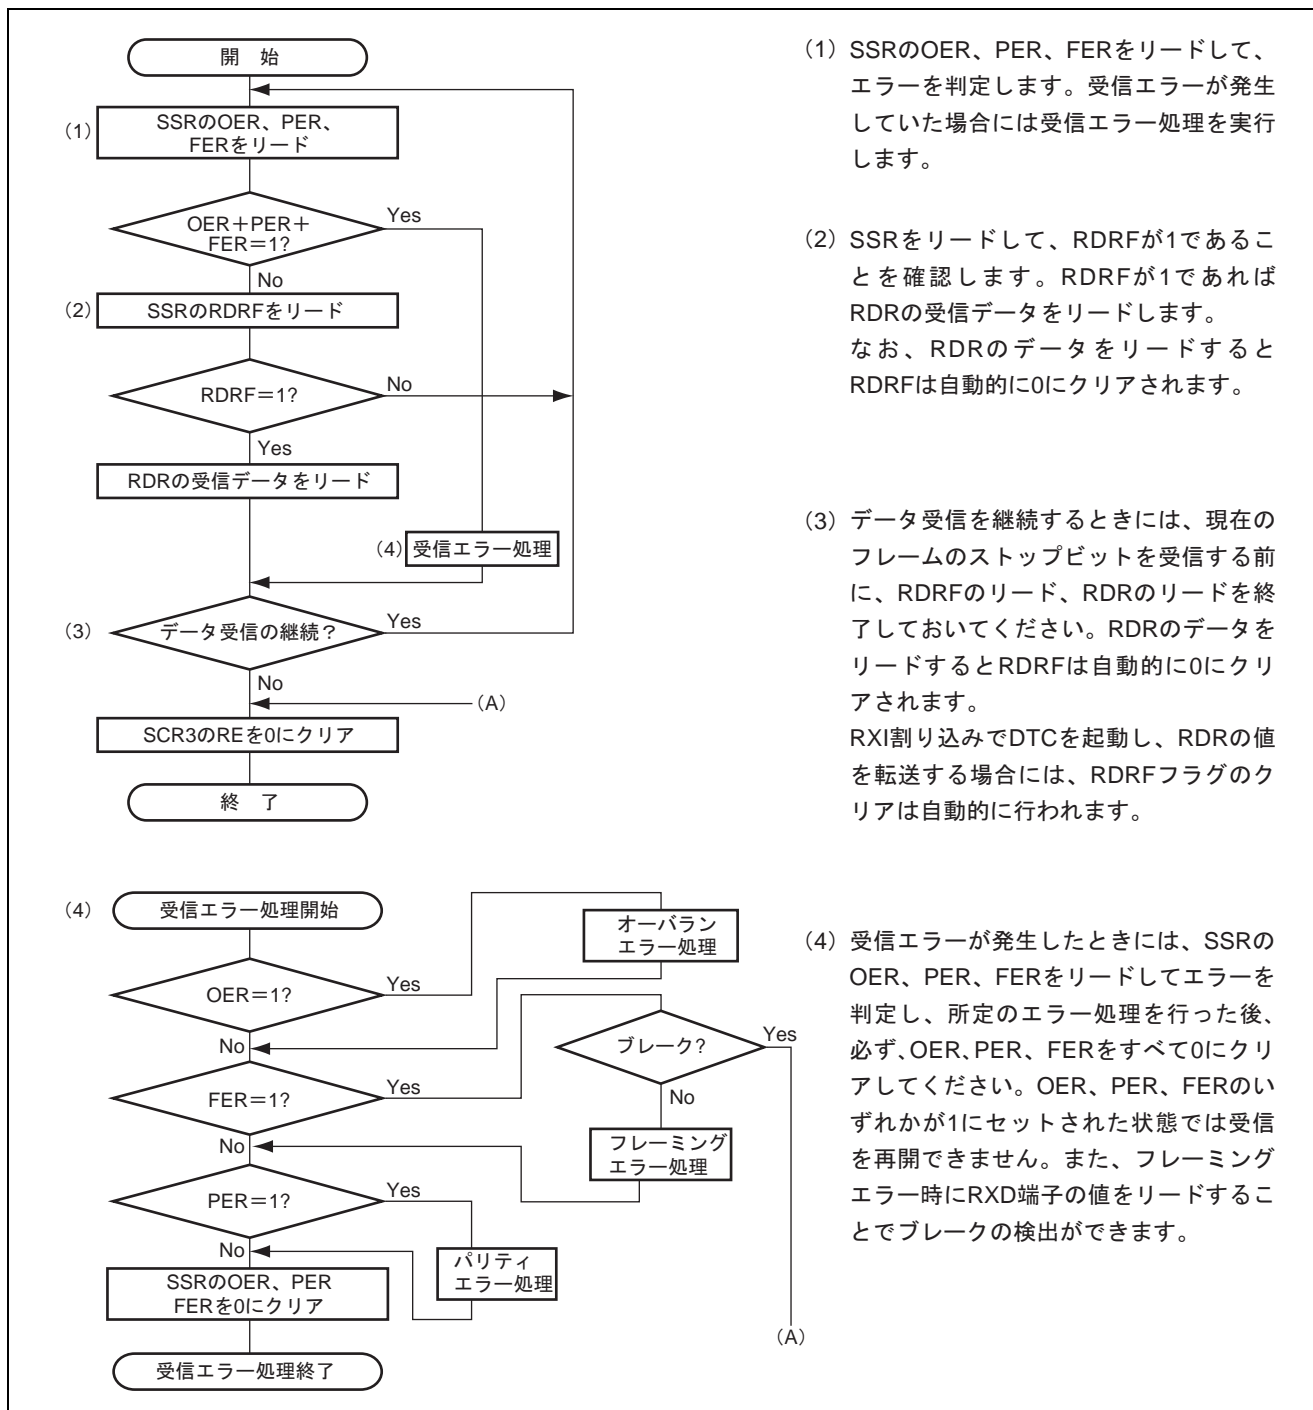 開　始
(1)
SSRのOER、PER、
FERをリード
OER＋PER＋
FER＝1?
Yes
No
(2)
SSRのRDRFをリード
RDRF＝1?
No
Yes
RDRの受信データをリード
(4)
受信エラー処理
(3)
データ受信の継続？
Yes
No
(A)
SCR3のREを0にクリア
終　了
(1) SSRのOER、PER、FERをリードして、
エラーを判定します。受信エラーが発生
していた場合には受信エラー処理を実行
します。
(2) SSRをリードして、RDRFが1であるこ
とを確認します。RDRFが1であれば
RDRの受信データをリードします。
なお、RDRのデータをリードすると
RDRFは自動的に0にクリアされます。
(3) データ受信を継続するときには、現在の
フレームのストップビットを受信する前
に、RDRFのリード、RDRのリードを終
了しておいてください。RDRのデータを
リードするとRDRFは自動的に0にクリ
アされます。
RXI割り込みでDTCを起動し、RDRの値
を転送する場合には、RDRFフラグのク
リアは自動的に行われます。
(4)
受信エラー処理開始
OER＝1?
Yes
オーバラン
エラー処理
No
FER＝1?
Yes
ブレーク?
Yes
No
フレーミング
エラー処理
No
PER＝1?
Yes
パリティ
エラー処理
No
SSRのOER、PER
FERを0にクリア
(A)
受信エラー処理終了
(4) 受信エラーが発生したときには、SSRの
OER、PER、FERをリードしてエラーを
判定し、所定のエラー処理を行った後、
必ず、OER、PER、FERをすべて0にクリ
アしてください。OER、PER、FERのい
ずれかが1にセットされた状態では受信
を再開できません。また、フレーミング
エラー時にRXD端子の値をリードするこ
とでブレークの検出ができます。